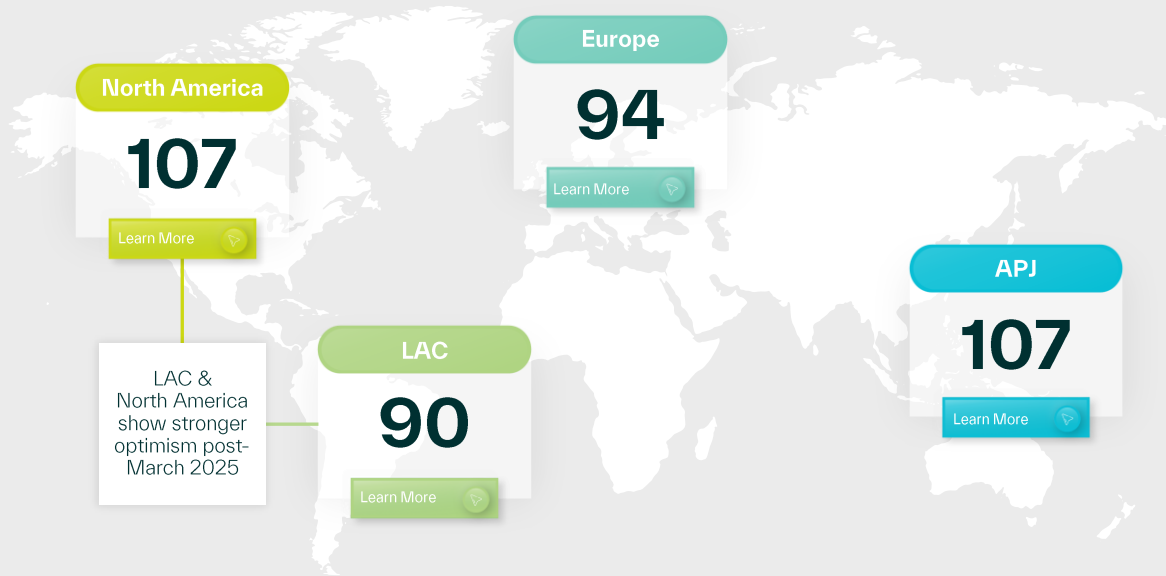 Europe
94
Learn More
North America
107
Learn More
APJ
107
Learn More
LAC
90
Learn More
LAC &
North America
show stronger
optimism post-
March 2025